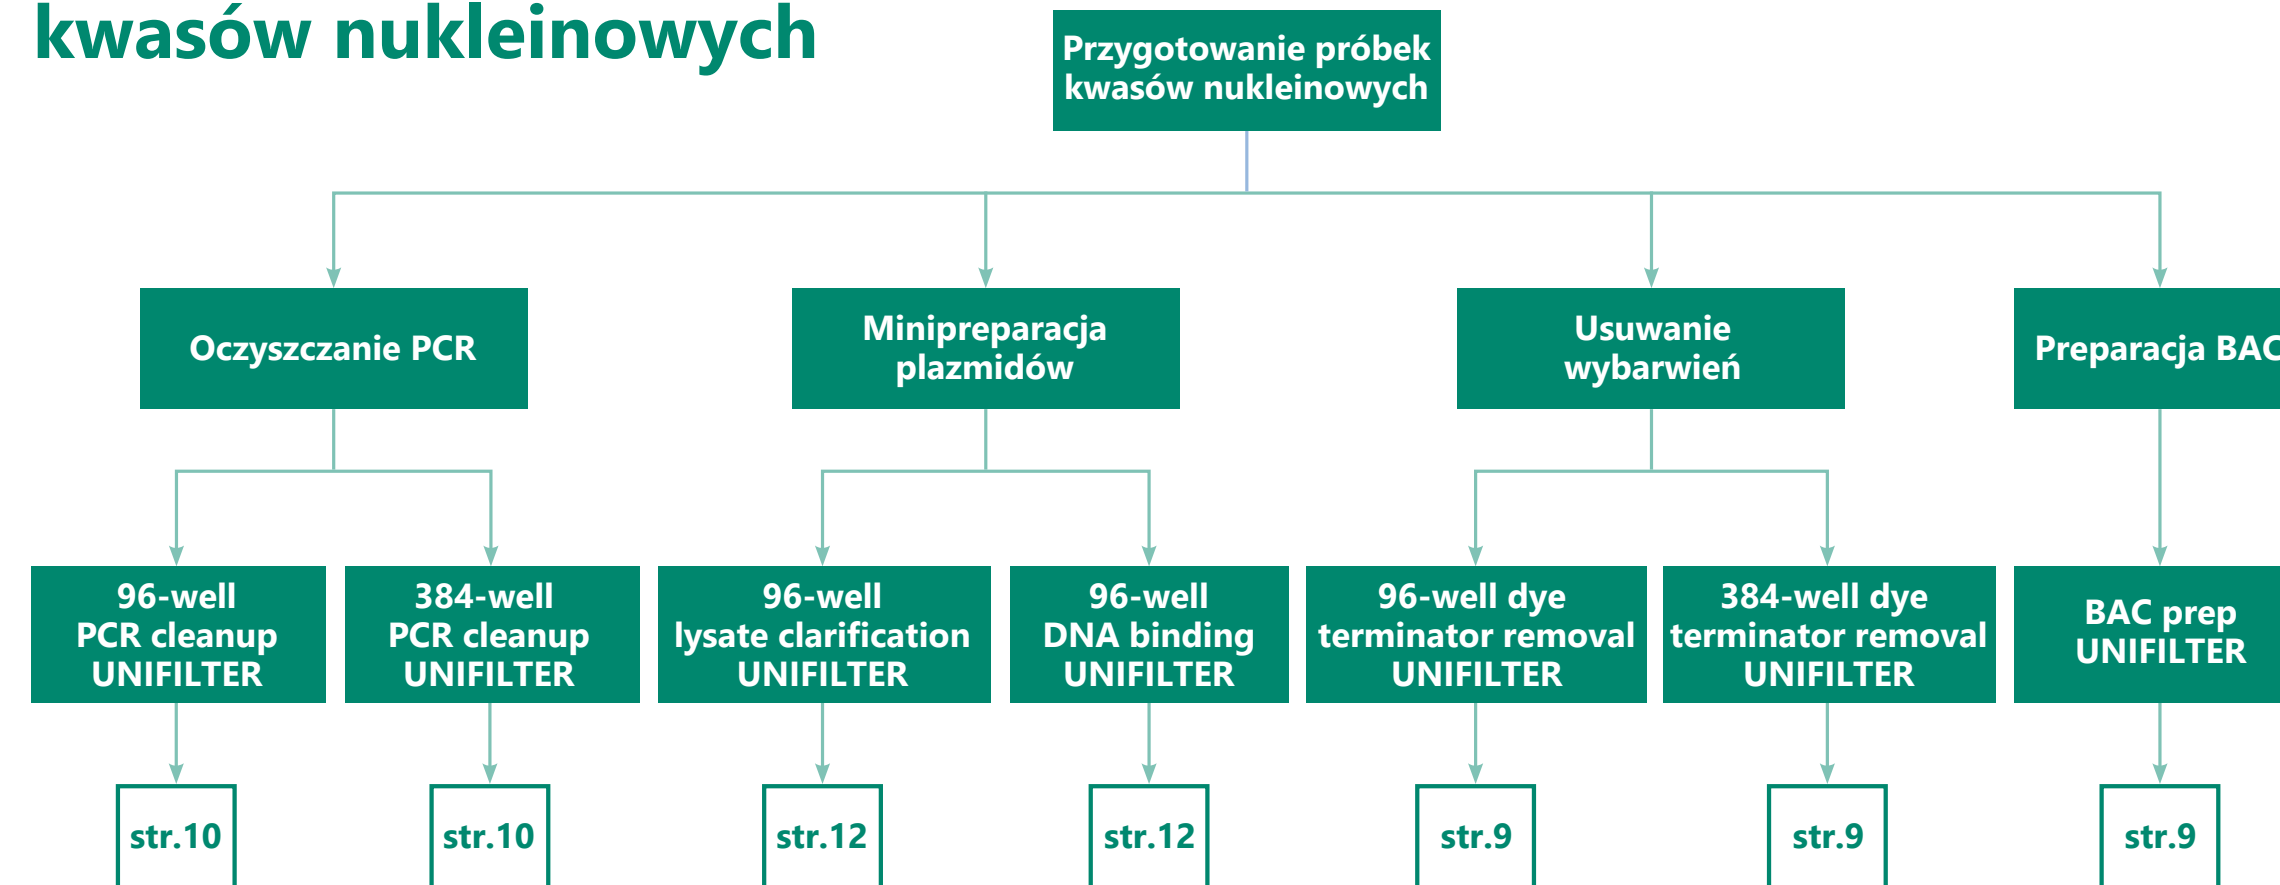 kwasów nukleinowych
Przygotowanie próbek
kwasów nukleinowych
Oczyszczanie PCR
Minipreparacja
plazmidów
Usuwanie
wybarwień
Preparacja BAC
96-well
PCR cleanup
UNIFILTER
384-well
PCR cleanup
UNIFILTER
96-well
lysate clarification
UNIFILTER
96-well
DNA binding
UNIFILTER
96-well dye
terminator removal
UNIFILTER
384-well dye
terminator removal
UNIFILTER
BAC prep
UNIFILTER
str.10
str.10
str.12
str.12
str.9
str.9
str.9